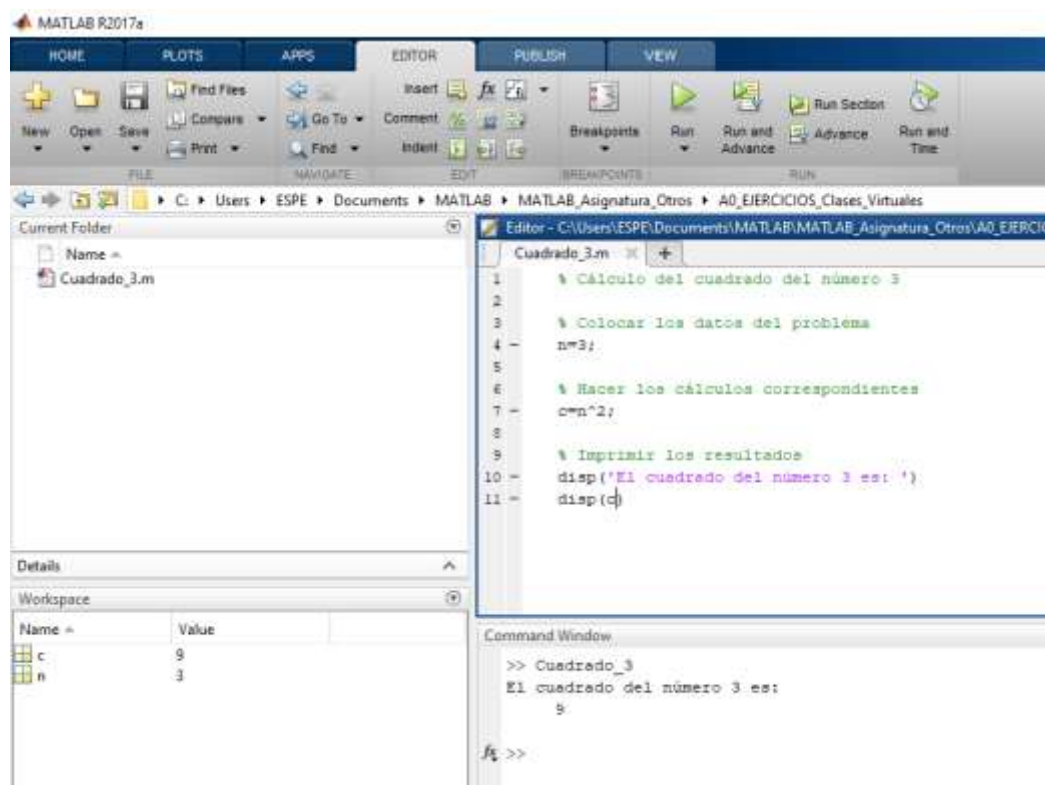 MATLAB R2017a
HOME PLOTS APPS EDITOR PUBLISH VIEW
New Open Save
Find Files
Compare
Print
Go To
Find
Insert
Comment
Indent
Breakpoints
Run
Run and Advance
Run Section
Advance
Run and Time
FILE NAVIGATE EDIT BREAKPOINTS RUN
C: Users ESPE Documents MATLAB MATLAB_Asignatura_Otros A0_EJERCICIOS_Clases_Virtuales
Current Folder
Name
Cuadrado_3.m
Details
Workspace
Name Value
c 9
n 3
Editor - C:\Users\ESPE\Documents\MATLAB\MATLAB_Asignatura_Otros\A0_EJERCI
Cuadrado_3.m
1 % Cálculo del cuadrado del número 3
2
3 % Colocar los datos del problema
4 - n=3;
5
6 % Hacer los cálculos correspondientes
7 - c=n^2;
8
9 % Imprimir los resultados
10 - disp('El cuadrado del número 3 es: ')
11 - disp(c)
Command Window
>> Cuadrado_3
El cuadrado del número 3 es:
9
fx >>